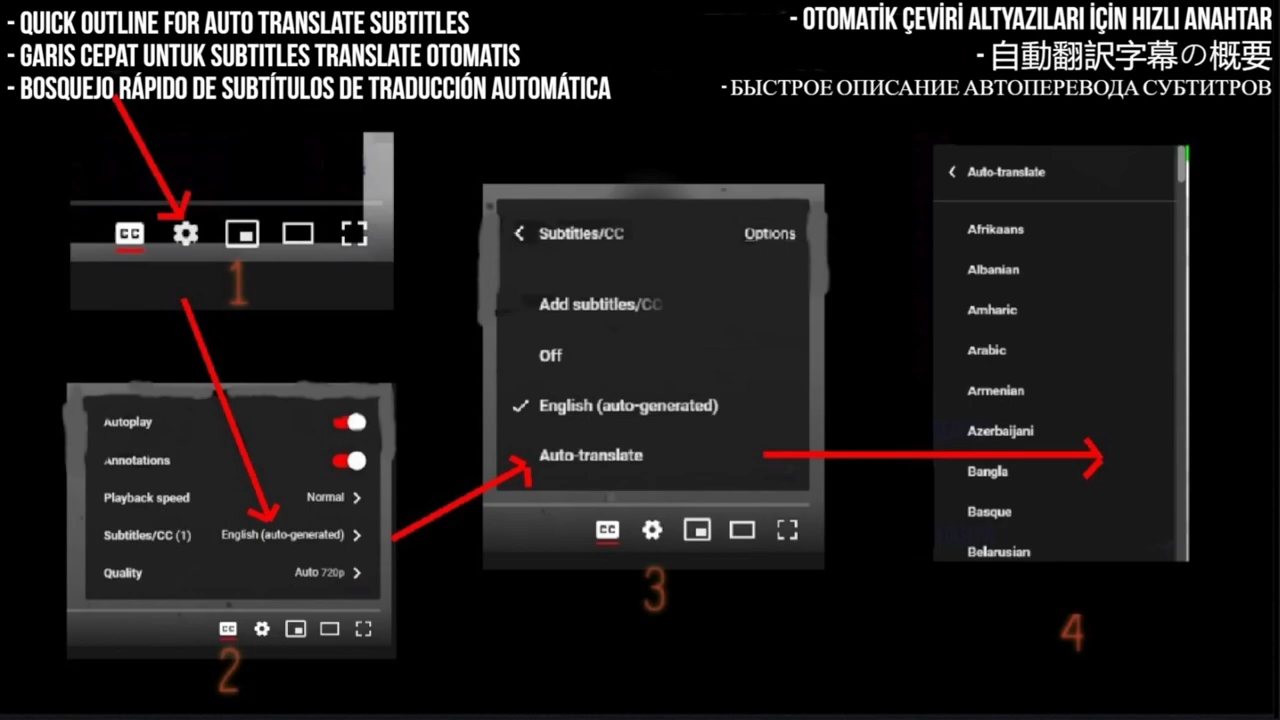 - QUICK OUTLINE FOR AUTO TRANSLATE SUBTITLES
- GARIS CEPAT UNTUK SUBTITLES TRANSLATE OTOMATIS
- BOSQUEJO RÁPIDO DE SUBTÍTULOS DE TRADUCCIÓN AUTOMÁTICA
- OTOMATİK ÇEVİRİ ALTYAZILARI İÇİN HIZLI ANAHTAR
- 自動翻訳字幕の概要
- БЫСТРОЕ ОПИСАНИЕ АВТОПЕРЕВОДА СУБТИТРОВ
CC
1
Autoplay
Annotations
Playback speed Normal
Subtitles/CC (1) English (auto-generated)
Quality Auto 720p
CC
2
Subtitles/CC Options
Add subtitles/CC
Off
English (auto-generated)
Auto-translate
CC
3
Auto-translate
Afrikaans
Albanian
Amharic
Arabic
Armenian
Azerbaijani
Bangla
Basque
Belarusian
4